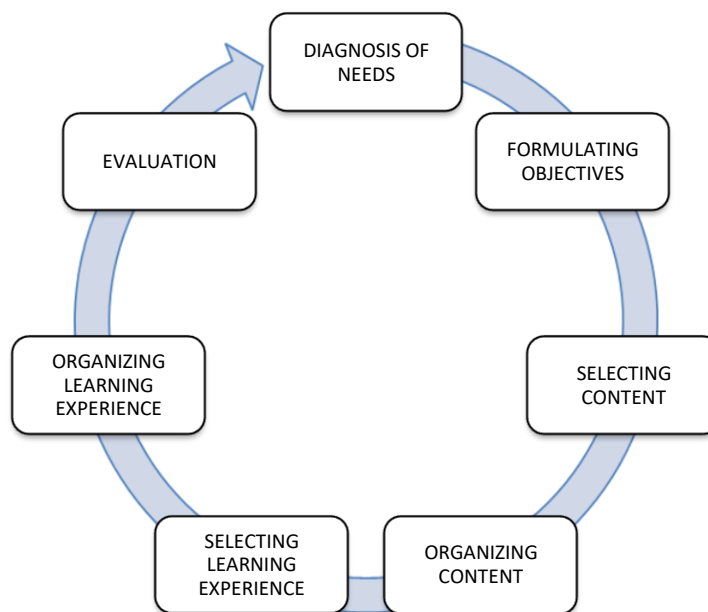 DIAGNOSIS OF
NEEDS
FORMULATING
OBJECTIVES
SELECTING
CONTENT
ORGANIZING
CONTENT
SELECTING
LEARNING
EXPERIENCE
ORGANIZING
LEARNING
EXPERIENCE
EVALUATION